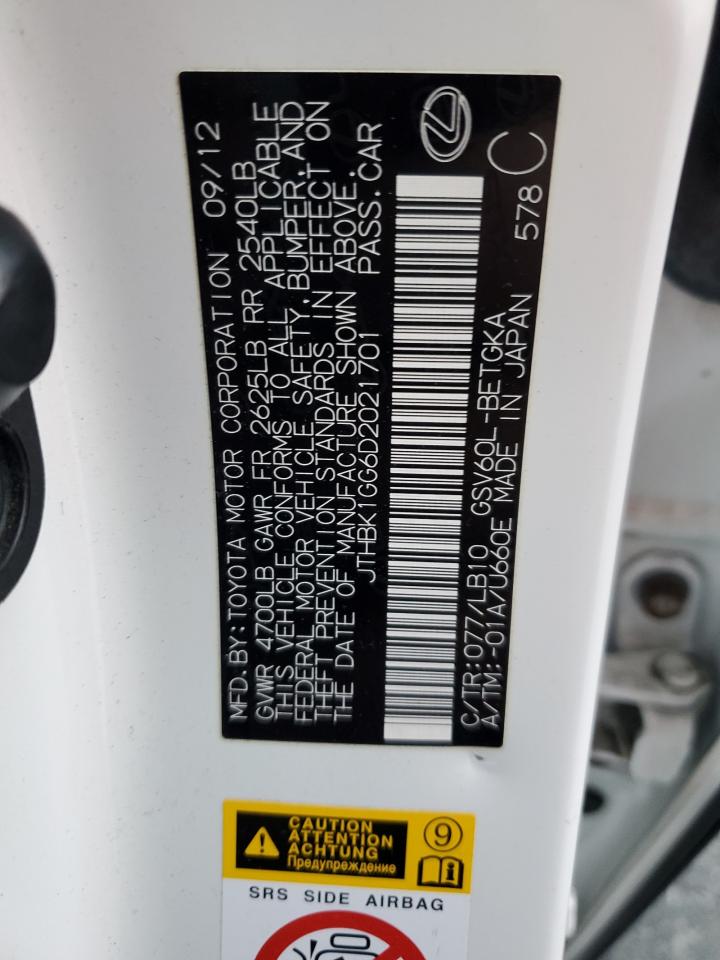 MFD. BY: TOYOTA MOTOR CORPORATION 09/12
GVWR 4700LB GAWR FR 2625LB RR 2540LB
THIS VEHICLE CONFORMS TO ALL APPLICABLE
FEDERAL MOTOR VEHICLE SAFETY, BUMPER, AND
THEFT PREVENTION STANDARDS IN EFFECT ON
THE DATE OF MANUFACTURE SHOWN ABOVE.
JTHBK1GG6D2021701 PASS. CAR
C/TR: 077/LB10 GSV60L-BETGKA
A/TM: -01A/U660E MADE IN JAPAN
578 C
CAUTION
ATTENTION
ACHTUNG
Предупреждение
9
i
SRS SIDE AIRBAG